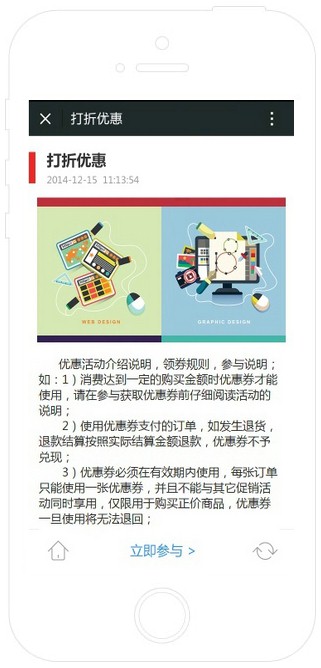 打折优惠
打折优惠
2014-12-15 11:13:54
WEB DESIGN
GRAPHIC DESIGN
优惠活动介绍说明，领券规则，参与说明；
如：1）消费达到一定的购买金额时优惠券才能
使用，请在参与获取优惠券前仔细阅读活动的
说明；
2）使用优惠券支付的订单，如发生退货，
退款结算按照实际结算金额退款，优惠券不予
兑现；
3）优惠券必须在有效期内使用，每张订单
只能使用一张优惠券，并且不能与其它促销活
动同时享用，仅限用于购买正价商品，优惠券
一旦使用将无法退回；
立即参与 >